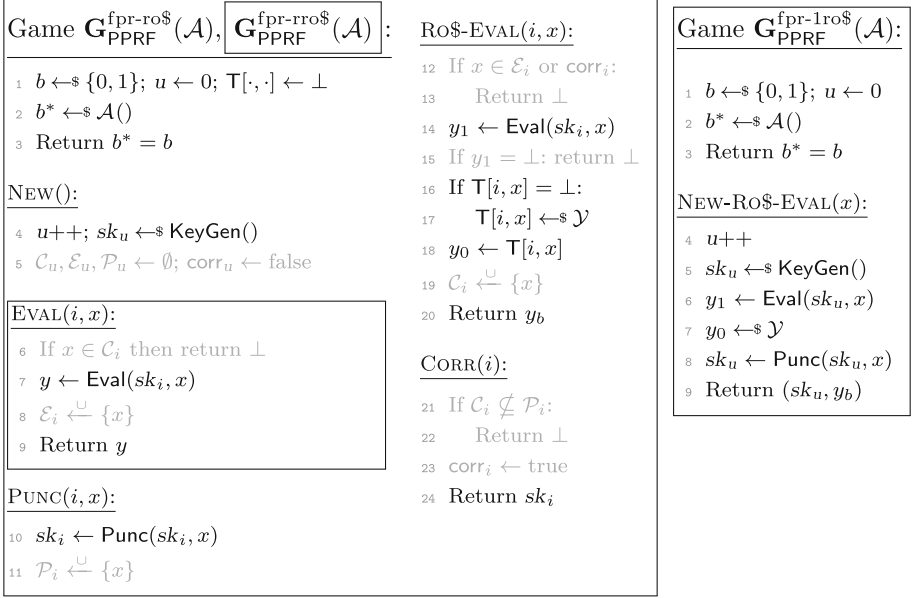 Game G^{fpr-ro$}_{PPRF}(𝒜), G^{fpr-rro$}_{PPRF}(𝒜) :
1 b ←$ {0, 1}; u ← 0; T[·, ·] ← ⊥
2 b* ←$ 𝒜()
3 Return b* = b
New():
4 u++; sk_u ←$ KeyGen()
5 𝒞_u, ℰ_u, 𝒫_u ← ∅; corr_u ← false
Eval(i, x):
6 If x ∈ 𝒞_i then return ⊥
7 y ← Eval(sk_i, x)
8 ℰ_i ←∪ {x}
9 Return y
Punc(i, x):
10 sk_i ← Punc(sk_i, x)
11 𝒫_i ←∪ {x}
Ro$-Eval(i, x):
12 If x ∈ ℰ_i or corr_i:
13 Return ⊥
14 y_1 ← Eval(sk_i, x)
15 If y_1 = ⊥: return ⊥
16 If T[i, x] = ⊥:
17 T[i, x] ←$ 𝒴
18 y_0 ← T[i, x]
19 𝒞_i ←∪ {x}
20 Return y_b
Corr(i):
21 If 𝒞_i ⊈ 𝒫_i:
22 Return ⊥
23 corr_i ← true
24 Return sk_i
Game G^{fpr-1ro$}_{PPRF}(𝒜):
1 b ←$ {0, 1}; u ← 0
2 b* ←$ 𝒜()
3 Return b* = b
New-Ro$-Eval(x):
4 u++
5 sk_u ←$ KeyGen()
6 y_1 ← Eval(sk_u, x)
7 y_0 ←$ 𝒴
8 sk_u ← Punc(sk_u, x)
9 Return (sk_u, y_b)